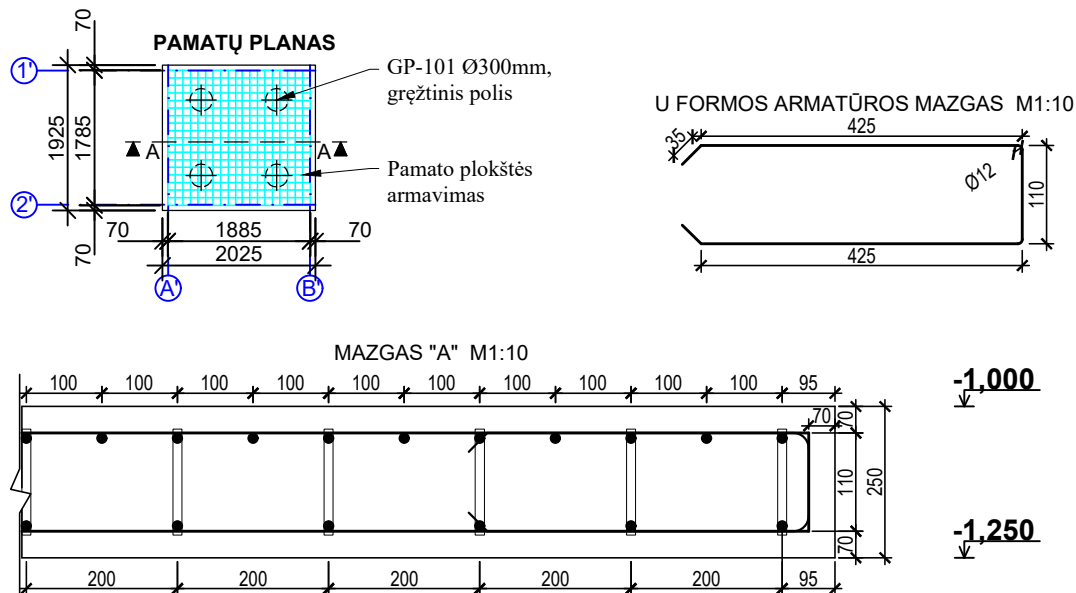 70
PAMATŲ PLANAS
1'
GP-101 Ø300mm,
gręžtinis polis
1925
1785
A
A
Pamato plokštės
armavimas
2'
70
1885
70
70
2025
A'
B'
U FORMOS ARMATŪROS MAZGAS M1:10
425
35
Ø12
110
425
MAZGAS "A" M1:10
100 100 100 100 100 100 100 100 100 100 95
-1,000
70
70
110
250
70
-1,250
200 200 200 200 200 95